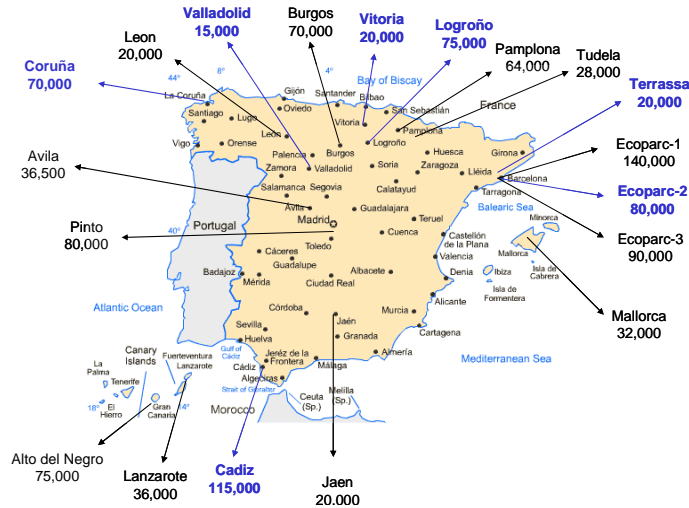 Valladolid
15,000
Burgos
70,000
Vitoria
20,000
Logroño
75,000
Leon
20,000
Pamplona
64,000
Tudela
28,000
Coruña
70,000
Terrassa
20,000
Ecoparc-1
140,000
Ecoparc-2
80,000
Ecoparc-3
90,000
Mallorca
32,000
Avila
36,500
Pinto
80,000
Alto del Negro
75,000
Lanzarote
36,000
Cadiz
115,000
Jaen
20,000
44°
8°
4°
Bay of Biscay
France
La Coruña
Gijón
Santander
Bilbao
Oviedo
San Sebastián
Santiago
Lugo
Vitoria
Pamplona
León
Vigo
Orense
Burgos
Logroño
Palencia
Huesca
Girona
Zamora
Valladolid
Soria
Zaragoza
Lléida
Barcelona
Salamanca
Segovia
Calatayud
Tarragona
Avila
Guadalajara
Balearic Sea
Madrid
Teruel
Minorca
40°
Portugal
Toledo
Cuenca
Castellón
de la Plana
Mallorca
Cáceres
Guadalupe
Valencia
Isla de
Cabrera
Badajoz
Mérida
Ciudad Real
Albacete
Denia
Ibiza
Isla de
Formentera
Alicante
Atlantic Ocean
Córdoba
Jaén
Murcia
Sevilla
Granada
Cartagena
Huelva
Gulf of
Cádiz
Jeréz de la
Frontera
Málaga
Almería
Mediterranean Sea
Cádiz
Algeciras
Strait of Gibraltar
Ceuta
(Sp.)
Melilla
(Sp.)
Morocco
Canary
Islands
Fuerteventura
Lanzarote
La
Palma
Tenerife
18°
El
Hierro
Gran
Canaria
14°